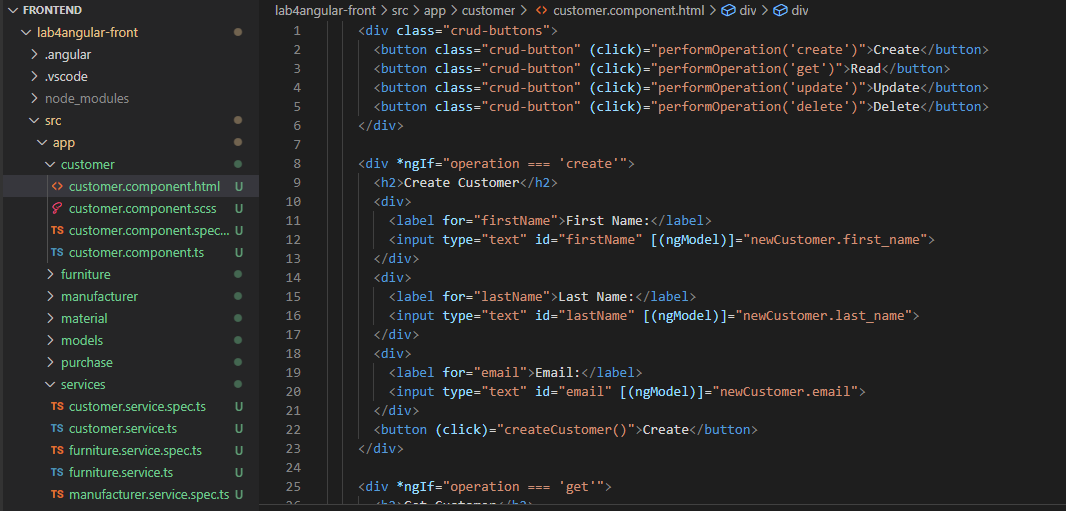 FRONTEND
lab4angular-front
.angular
.vscode
node_modules
src
app
customer
customer.component.html U
customer.component.scss U
customer.component.spec... U
customer.component.ts U
furniture
manufacturer
material
models
purchase
services
customer.service.spec.ts U
customer.service.ts U
furniture.service.spec.ts U
furniture.service.ts U
manufacturer.service.spec.ts U
lab4angular-front > src > app > customer > customer.component.html > div > div
1 <div class="crud-buttons">
2 <button class="crud-button" (click)="performOperation('create')">Create</button>
3 <button class="crud-button" (click)="performOperation('get')">Read</button>
4 <button class="crud-button" (click)="performOperation('update')">Update</button>
5 <button class="crud-button" (click)="performOperation('delete')">Delete</button>
6 </div>
7
8 <div *ngIf="operation === 'create'">
9 <h2>Create Customer</h2>
10 <div>
11 <label for="firstName">First Name:</label>
12 <input type="text" id="firstName" [(ngModel)]="newCustomer.first_name">
13 </div>
14 <div>
15 <label for="lastName">Last Name:</label>
16 <input type="text" id="lastName" [(ngModel)]="newCustomer.last_name">
17 </div>
18 <div>
19 <label for="email">Email:</label>
20 <input type="text" id="email" [(ngModel)]="newCustomer.email">
21 </div>
22 <button (click)="createCustomer()">Create</button>
23 </div>
24
25 <div *ngIf="operation === 'get'">
26 <h2>Get Customer</h2>